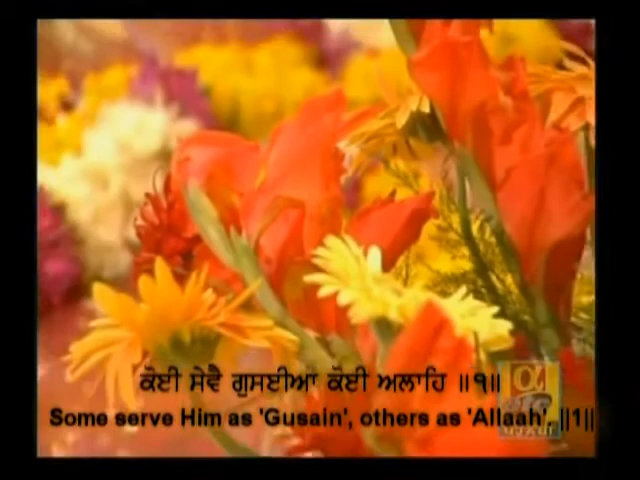 ਕੋਈ ਸੇਵੈ ਗੁਸਈਆ ਕੋਈ ਅਲਾਹਿ ॥੧॥
Some serve Him as 'Gusain', others as 'Allaah'. ||1||
α